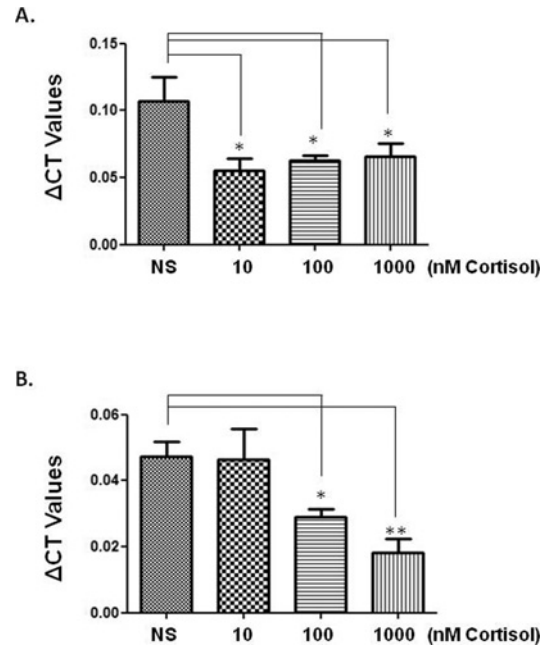 A.
ΔCT Values
0.15
0.10
0.05
0.00
*
*
*
NS 10 100 1000 (nM Cortisol)
B.
ΔCT Values
0.06
0.04
0.02
0.00
*
**
NS 10 100 1000 (nM Cortisol)